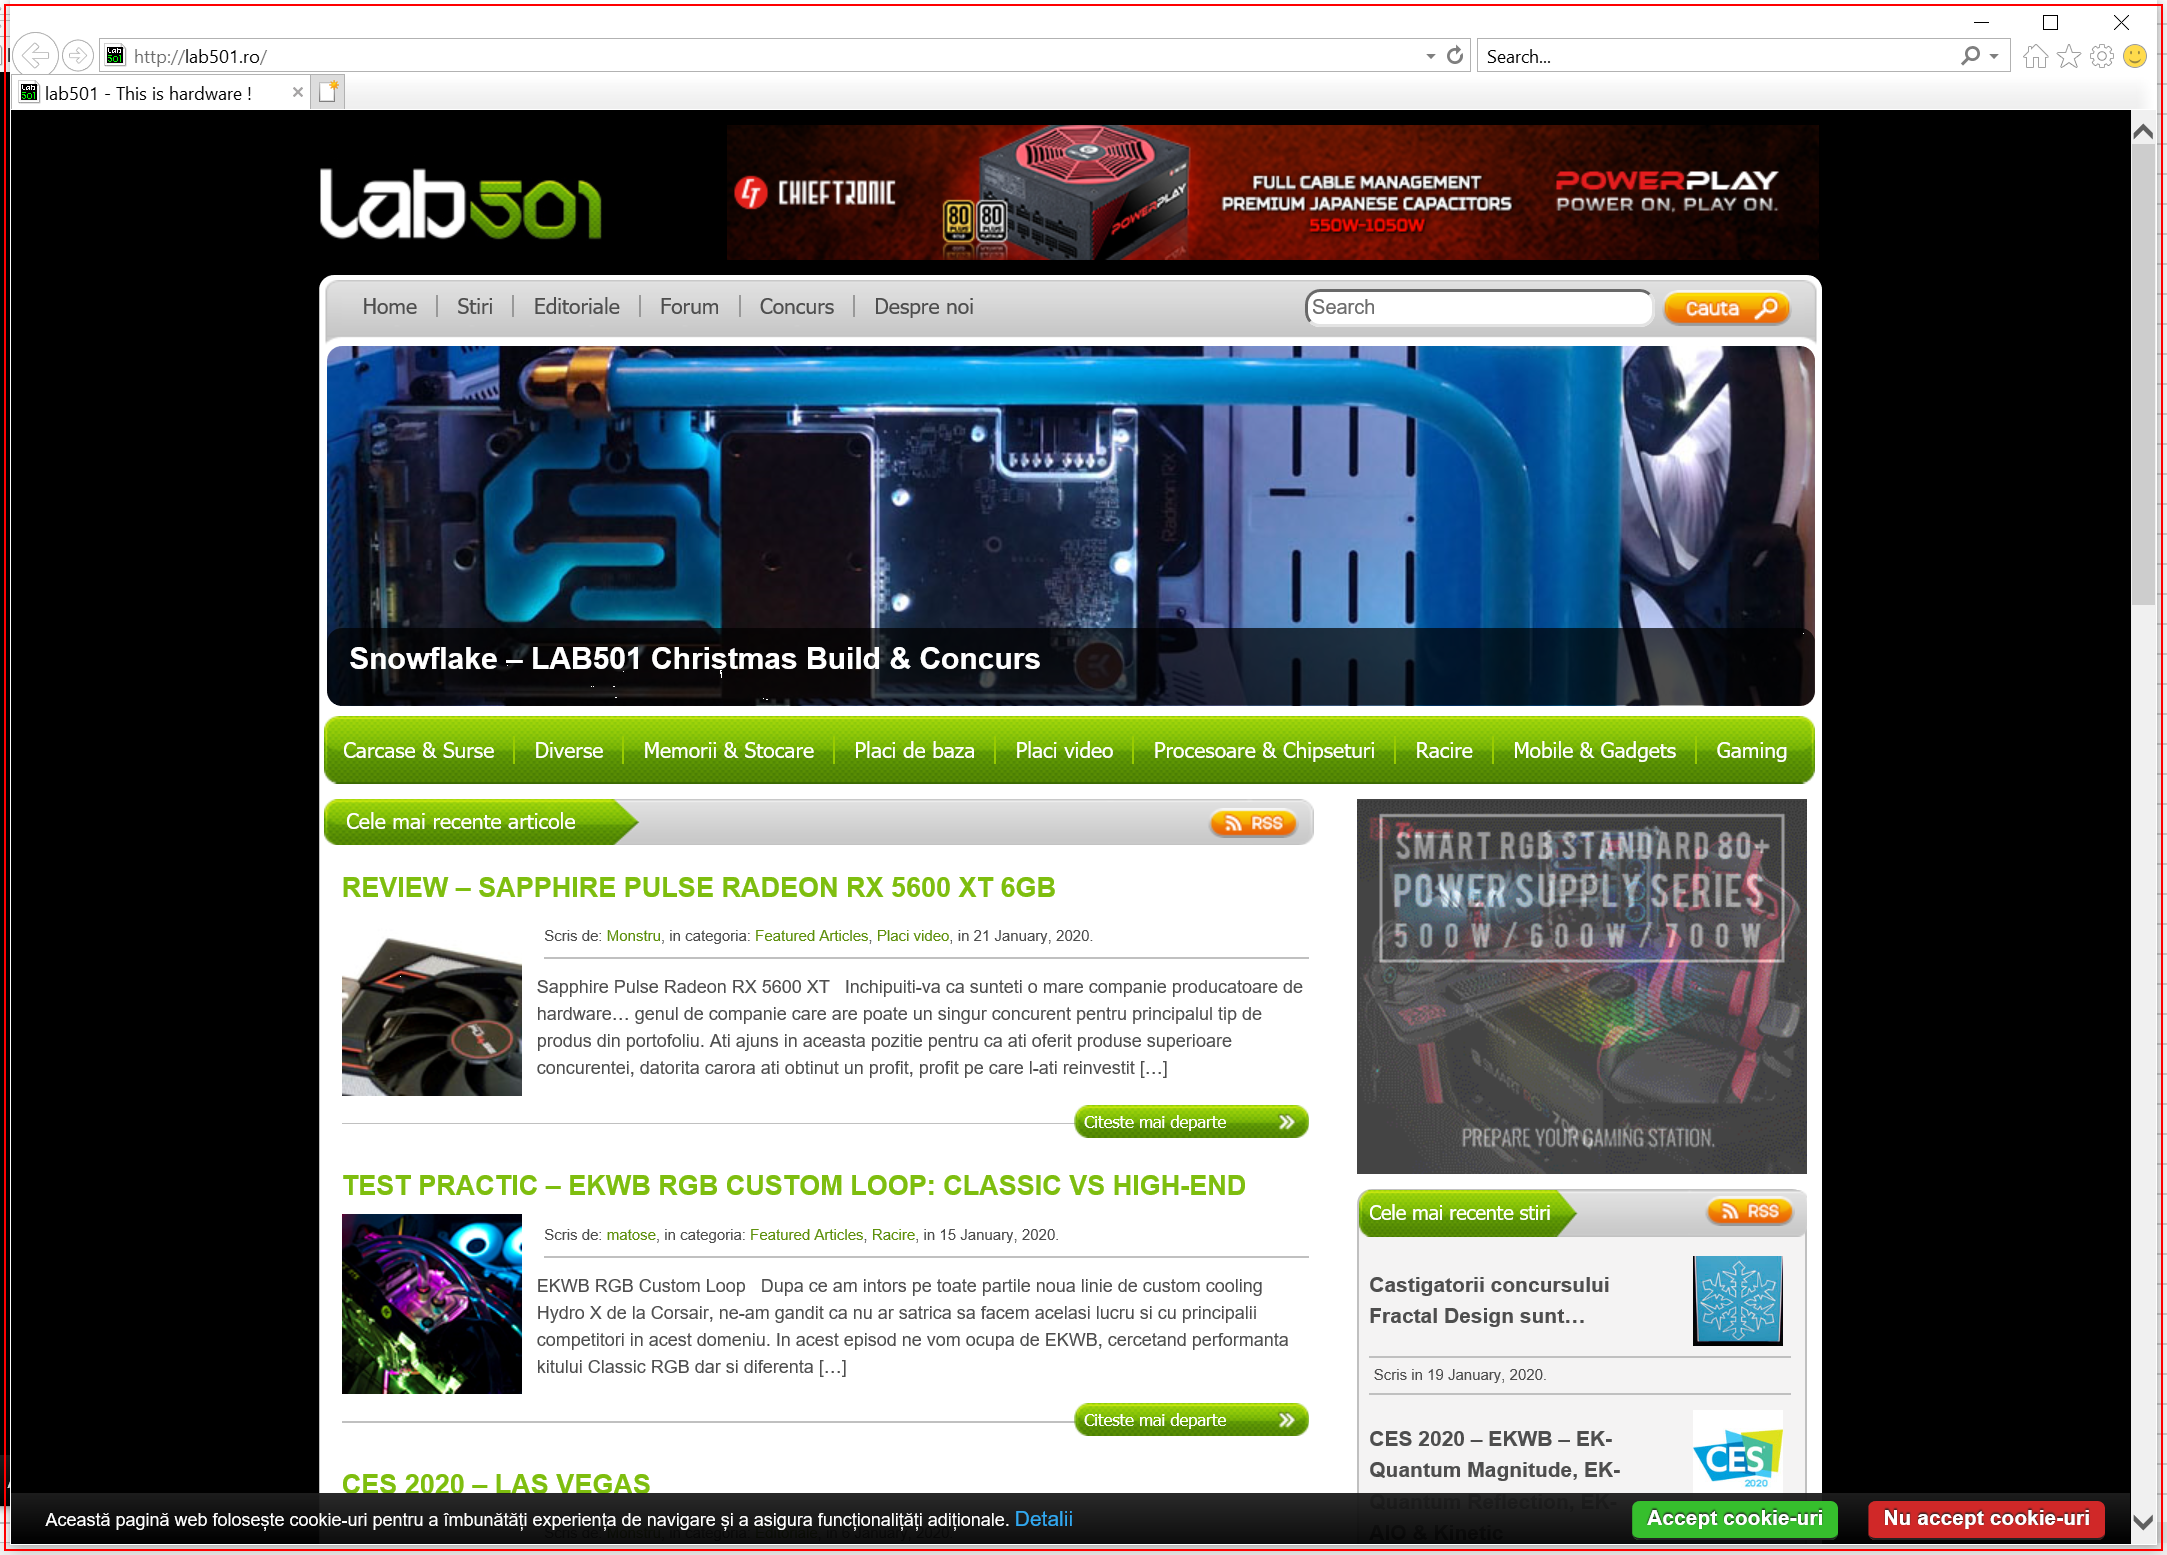 http://lab501.ro/
Search...
lab501 - This is hardware !
Lab501
CHIEFTRONIC
80 PLUS GOLD
80 PLUS PLATINUM
POWERPLAY
FULL CABLE MANAGEMENT
PREMIUM JAPANESE CAPACITORS
550W-1050W
POWERPLAY
POWER ON, PLAY ON.
Home
Stiri
Editoriale
Forum
Concurs
Despre noi
Search
Cauta
Radeon RX
Snowflake – LAB501 Christmas Build & Concurs
Carcase & Surse
Diverse
Memorii & Stocare
Placi de baza
Placi video
Procesoare & Chipseturi
Racire
Mobile & Gadgets
Gaming
Cele mai recente articole
RSS
REVIEW – SAPPHIRE PULSE RADEON RX 5600 XT 6GB
Scris de: Monstru, in categoria: Featured Articles, Placi video, in 21 January, 2020.
Sapphire Pulse Radeon RX 5600 XT Inchipuiti-va ca sunteti o mare companie producatoare de
hardware… genul de companie care are poate un singur concurent pentru principalul tip de
produs din portofoliu. Ati ajuns in aceasta pozitie pentru ca ati oferit produse superioare
concurentei, datorita carora ati obtinut un profit, profit pe care l-ati reinvestit […]
Citeste mai departe
TEST PRACTIC – EKWB RGB CUSTOM LOOP: CLASSIC VS HIGH-END
Scris de: matose, in categoria: Featured Articles, Racire, in 15 January, 2020.
EKWB RGB Custom Loop Dupa ce am intors pe toate partile noua linie de custom cooling
Hydro X de la Corsair, ne-am gandit ca nu ar satrica sa facem acelasi lucru si cu principalii
competitori in acest domeniu. In acest episod ne vom ocupa de EKWB, cercetand performanta
kitului Classic RGB dar si diferenta […]
Citeste mai departe
CES 2020 – LAS VEGAS
SMART RGB STANDARD 80+
POWER SUPPLY SERIES
500W/600W/700W
PREPARE YOUR GAMING STATION.
Cele mai recente stiri
RSS
Castigatorii concursului
Fractal Design sunt…
Scris in 19 January, 2020.
CES 2020 – EKWB – EK-
Quantum Magnitude, EK-
Quantum Reflection, EK-
AIO & Kinetic
CES
2020
Această pagină web folosește cookie-uri pentru a îmbunătăți experiența de navigare și a asigura funcționalițăți adiționale. Detalii
Accept cookie-uri
Nu accept cookie-uri